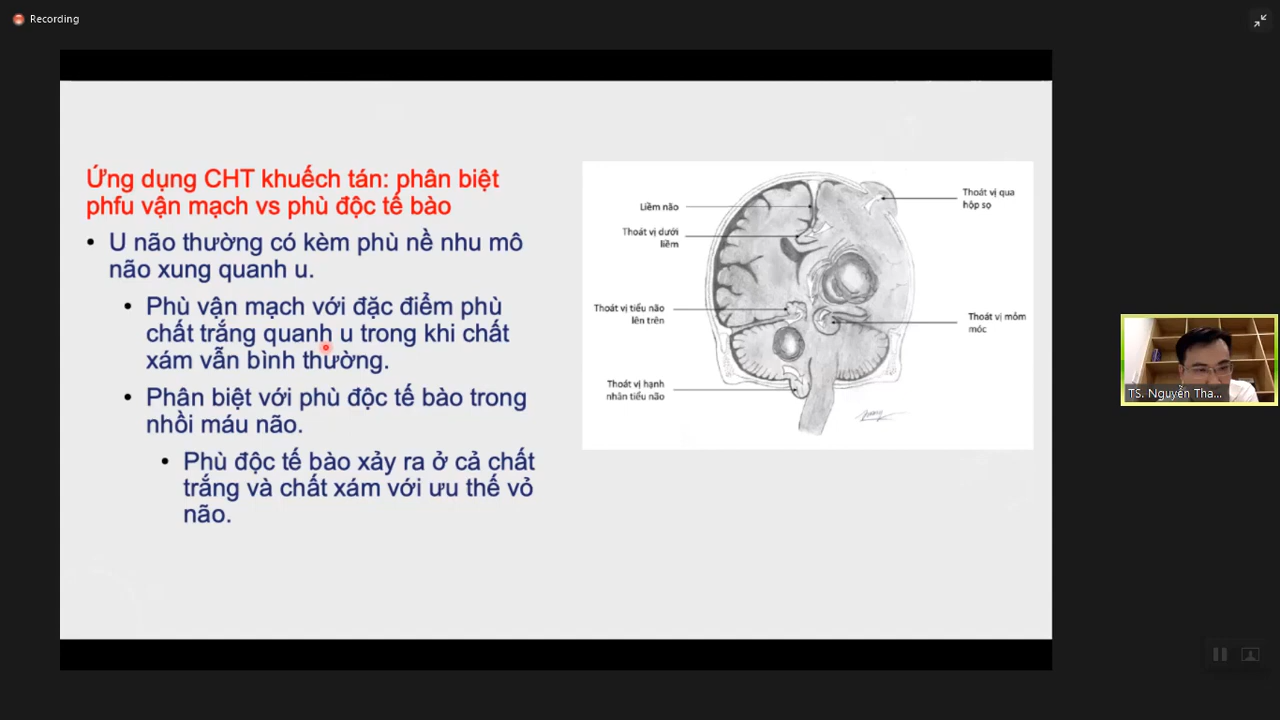 Recording
Ứng dụng CHT khuếch tán: phân biệt
phfu vận mạch vs phù độc tế bào
• U não thường có kèm phù nề nhu mô
não xung quanh u.
• Phù vận mạch với đặc điểm phù
chất trắng quanh u trong khi chất
xám vẫn bình thường.
• Phân biệt với phù độc tế bào trong
nhồi máu não.
• Phù độc tế bào xảy ra ở cả chất
trắng và chất xám với ưu thế vỏ
não.
Liềm não
Thoát vị dưới
liềm
Thoát vị tiểu não
lên trên
Thoát vị hạnh
nhân tiểu não
Thoát vị qua
hộp sọ
Thoát vị mỏm
móc
TS. Nguyễn Tha...